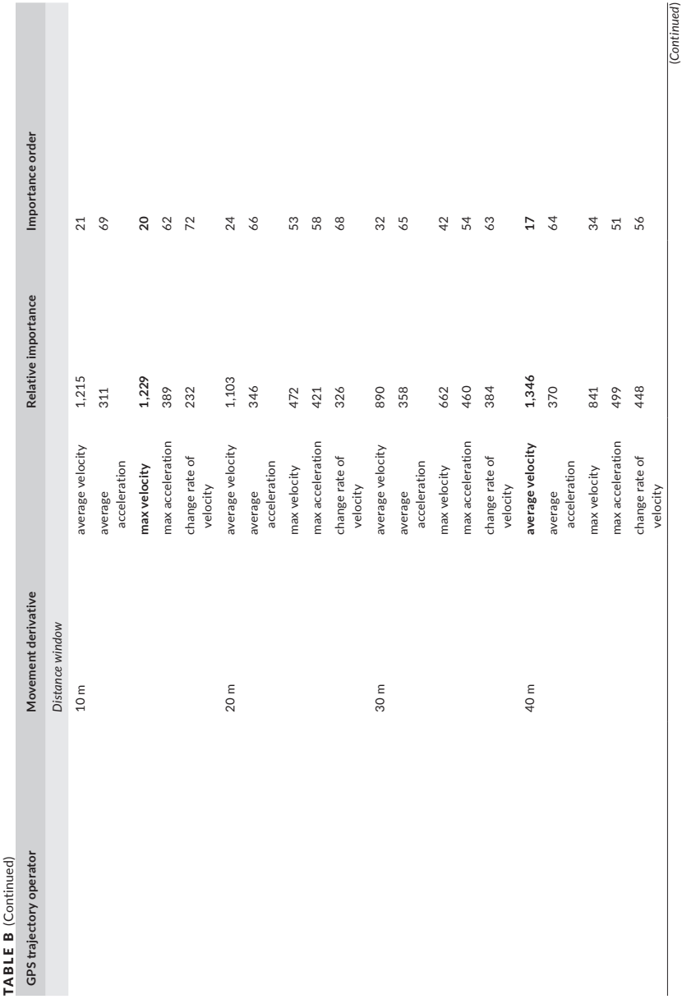 TABLE B (Continued)
GPS trajectory operator Movement derivative Relative importance Importance order
Distance window
10 m average velocity 1,215 21
average 311 69
acceleration
max velocity 1,229 20
max acceleration 389 62
change rate of 232 72
velocity
20 m average velocity 1,103 24
average 346 66
acceleration
max velocity 472 53
max acceleration 421 58
change rate of 326 68
velocity
30 m average velocity 890 32
average 358 65
acceleration
max velocity 662 42
max acceleration 460 54
change rate of 384 63
velocity
40 m average velocity 1,346 17
average 370 64
acceleration
max velocity 841 34
max acceleration 499 51
change rate of 448 56
velocity
(Continued)